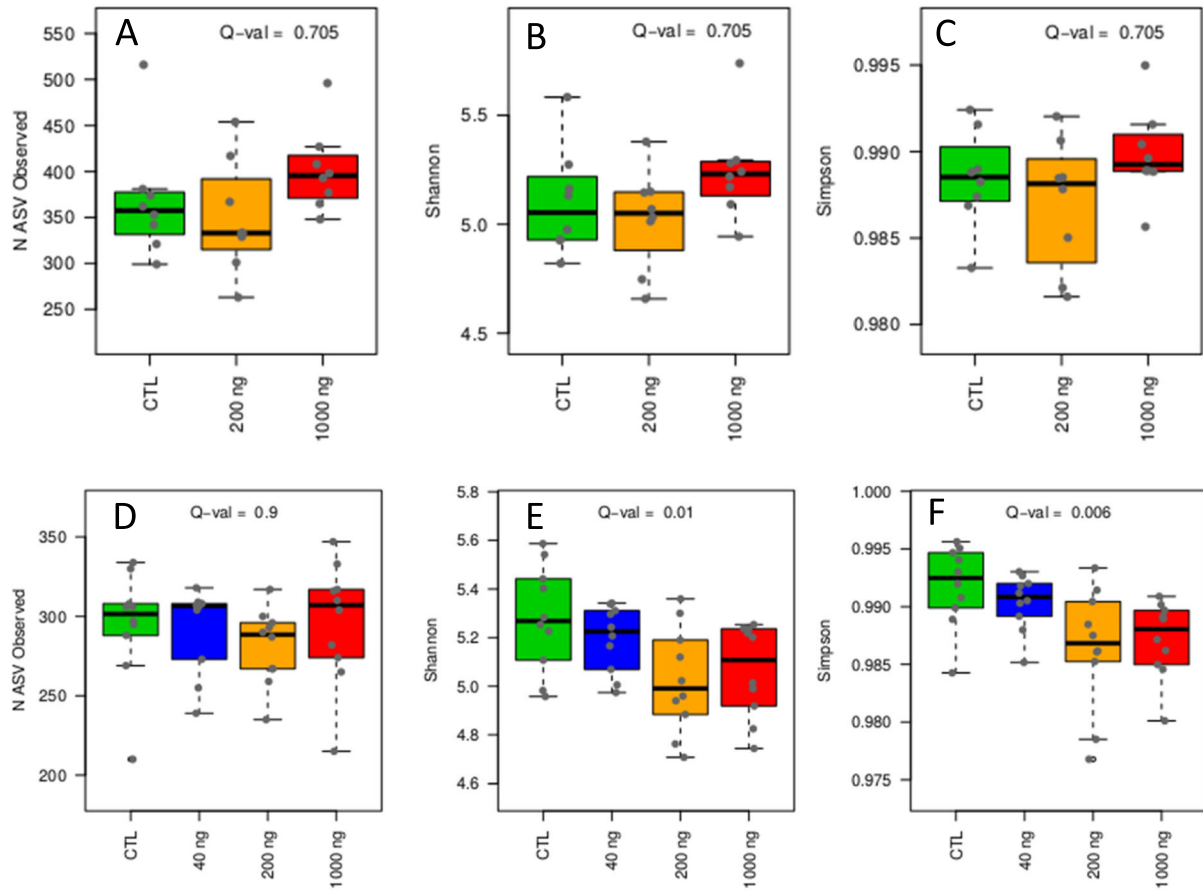 A
Q-val = 0.705
N ASV Observed
550
500
450
400
350
300
250
CTL
200 ng
1000 ng
B
Q-val = 0.705
Shannon
5.5
5.0
4.5
CTL
200 ng
1000 ng
C
Q-val = 0.705
Simpson
0.995
0.990
0.985
0.980
CTL
200 ng
1000 ng
D
Q-val = 0.9
N ASV Observed
350
300
250
200
CTL
40 ng
200 ng
1000 ng
E
Q-val = 0.01
Shannon
5.8
5.6
5.4
5.2
5.0
4.8
4.6
CTL
40 ng
200 ng
1000 ng
F
Q-val = 0.006
Simpson
1.000
0.995
0.990
0.985
0.980
0.975
CTL
40 ng
200 ng
1000 ng